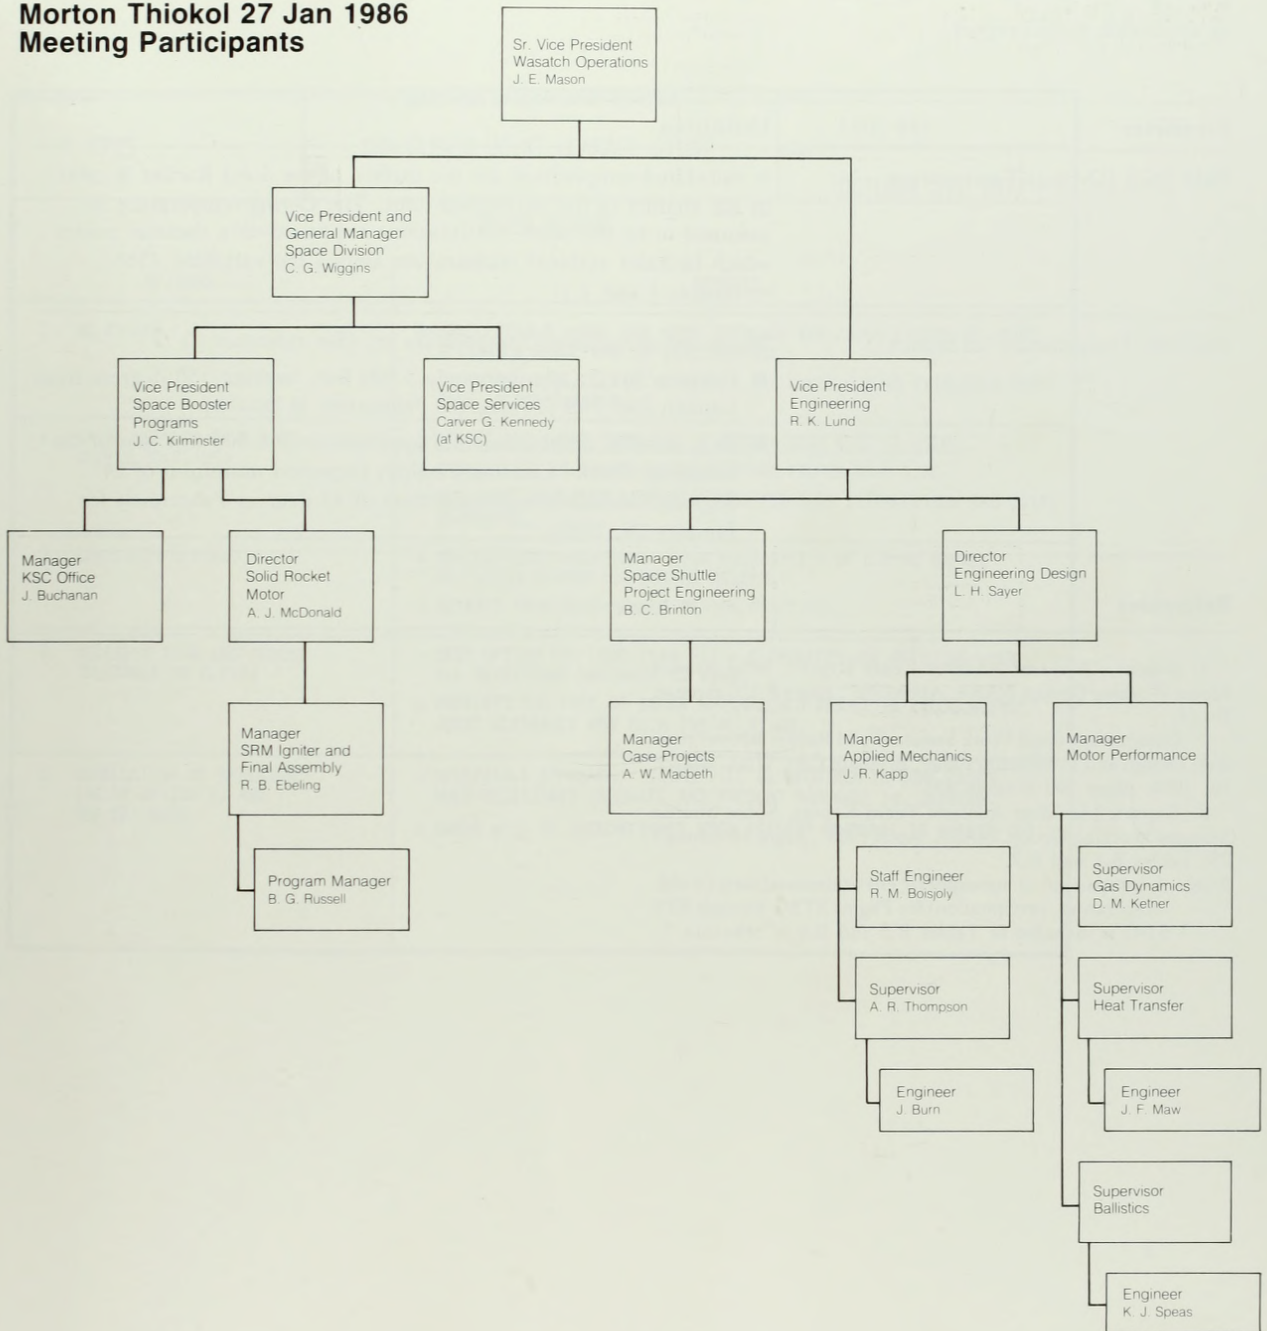 Morton Thiokol 27 Jan 1986
Meeting Participants
Sr. Vice President
Wasatch Operations
J. E. Mason
Vice President and
General Manager
Space Division
C. G. Wiggins
Vice President
Space Booster
Programs
J. C. Kilminster
Vice President
Space Services
Carver G. Kennedy
(at KSC)
Vice President
Engineering
R. K. Lund
Manager
KSC Office
J. Buchanan
Director
Solid Rocket
Motor
A. J. McDonald
Manager
Space Shuttle
Project Engineering
B. C. Brinton
Director
Engineering Design
L. H. Sayer
Manager
SRM Igniter and
Final Assembly
R. B. Ebeling
Manager
Case Projects
A. W. Macbeth
Manager
Applied Mechanics
J. R. Kapp
Manager
Motor Performance
Program Manager
B. G. Russell
Staff Engineer
R. M. Boisjoly
Supervisor
Gas Dynamics
D. M. Ketner
Supervisor
A. R. Thompson
Supervisor
Heat Transfer
Engineer
J. Burn
Engineer
J. F. Maw
Supervisor
Ballistics
Engineer
K. J. Speas